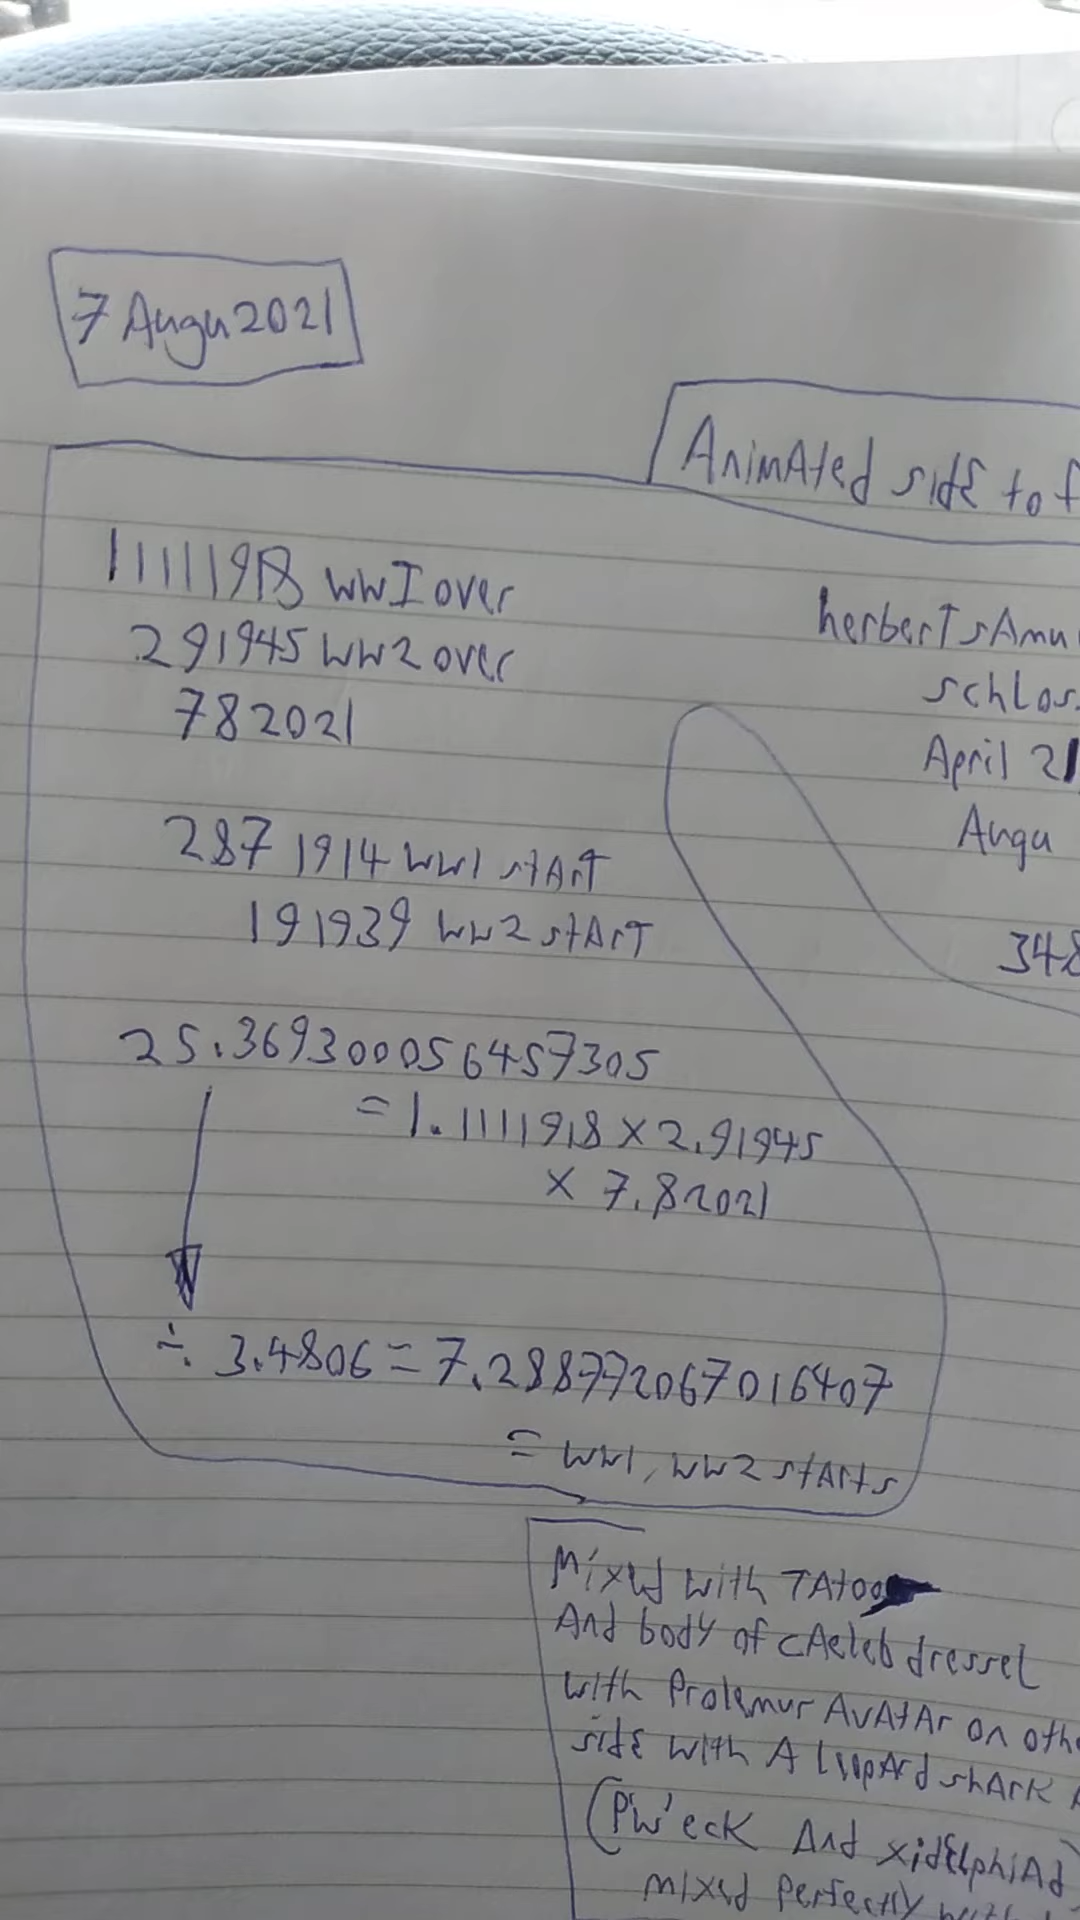 7 Augu 2021
AnimAted sidE to f
11111918 WWI over
291945 WW2 over
782021
herberT sAmu
schlos
April 21
Augu
2871914 WW1 stArT
191939 WW2 stArT
348
25.369300056457305
= 1.1111918 × 2.91945
× 7.82021
÷ 3.4806 = 7.288772067016407
= WW1, WW2 stArts
Mixed with TAtoo
And body of cAeleb dressel
with Prolemur AvAtAr on othe
sidE with A leopArd shArk
(Pw'eck And xidElphiAd)
mixed perfectly